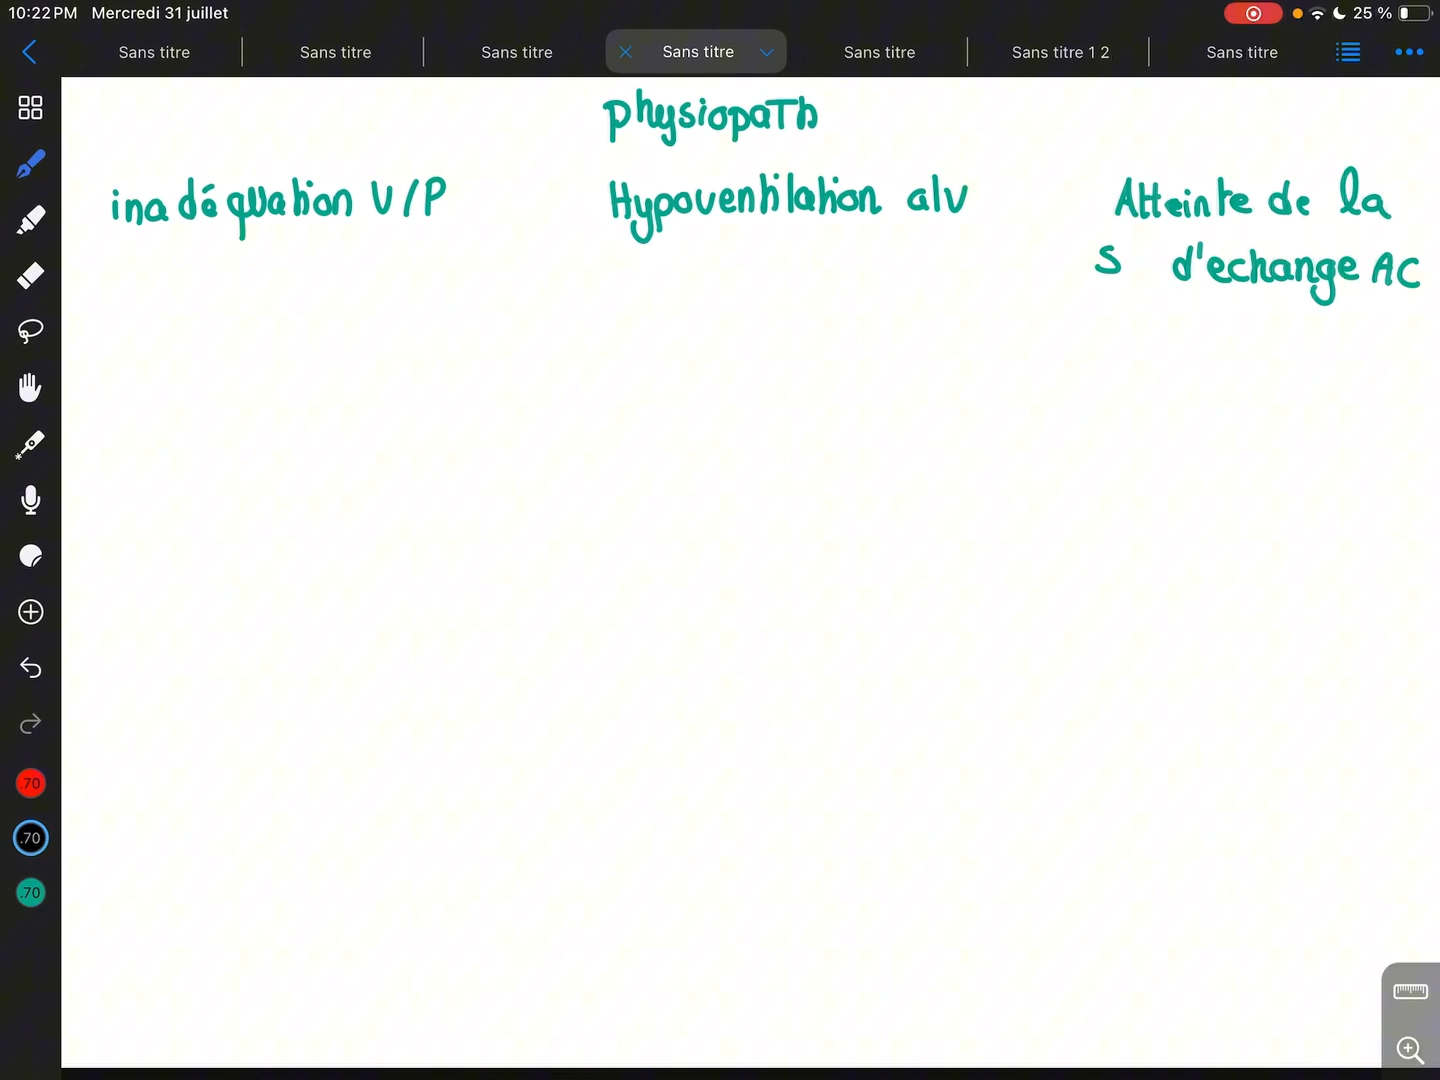 10:22 PM Mercredi 31 juillet 25 %
Sans titre Sans titre Sans titre Sans titre Sans titre Sans titre 1 2 Sans titre
physiopaTh
inadéquation V/P Hypoventilation alv Atteinte de la
S d'echange AC
.70
.70
.70